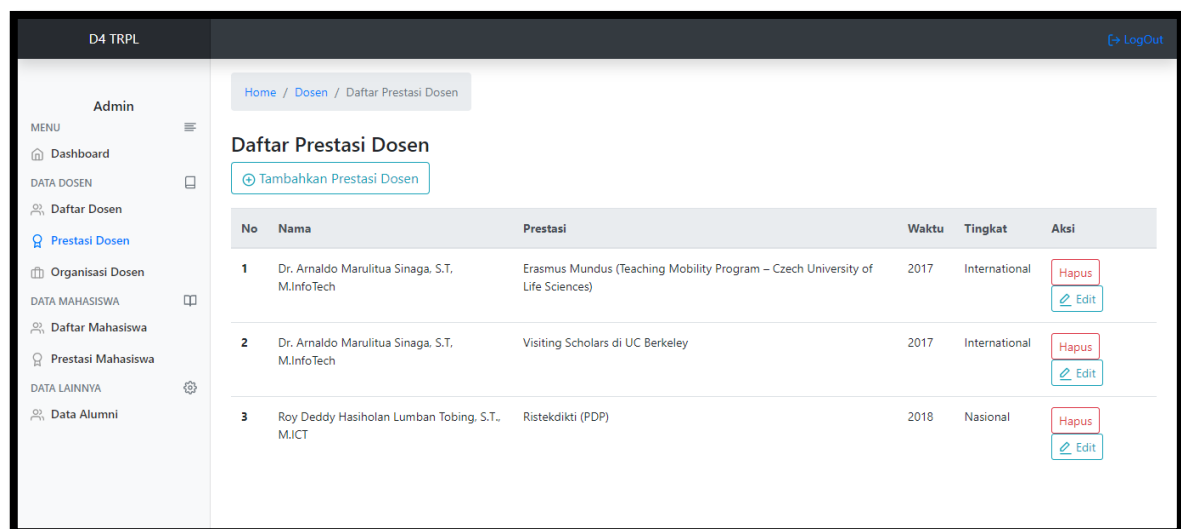 D4 TRPL
LogOut
Admin
MENU
Dashboard
DATA DOSEN
Daftar Dosen
Prestasi Dosen
Organisasi Dosen
DATA MAHASISWA
Daftar Mahasiswa
Prestasi Mahasiswa
DATA LAINNYA
Data Alumni
Home / Dosen / Daftar Prestasi Dosen
Daftar Prestasi Dosen
Tambahkan Prestasi Dosen
No Nama Prestasi Waktu Tingkat Aksi
1 Dr. Arnaldo Marulitua Sinaga, S.T, Erasmus Mundus (Teaching Mobility Program – Czech University of 2017 International Hapus
M.InfoTech Life Sciences) Edit
2 Dr. Arnaldo Marulitua Sinaga, S.T, Visiting Scholars di UC Berkeley 2017 International Hapus
M.InfoTech Edit
3 Roy Deddy Hasiholan Lumban Tobing, S.T., Ristekdikti (PDP) 2018 Nasional Hapus
M.ICT Edit